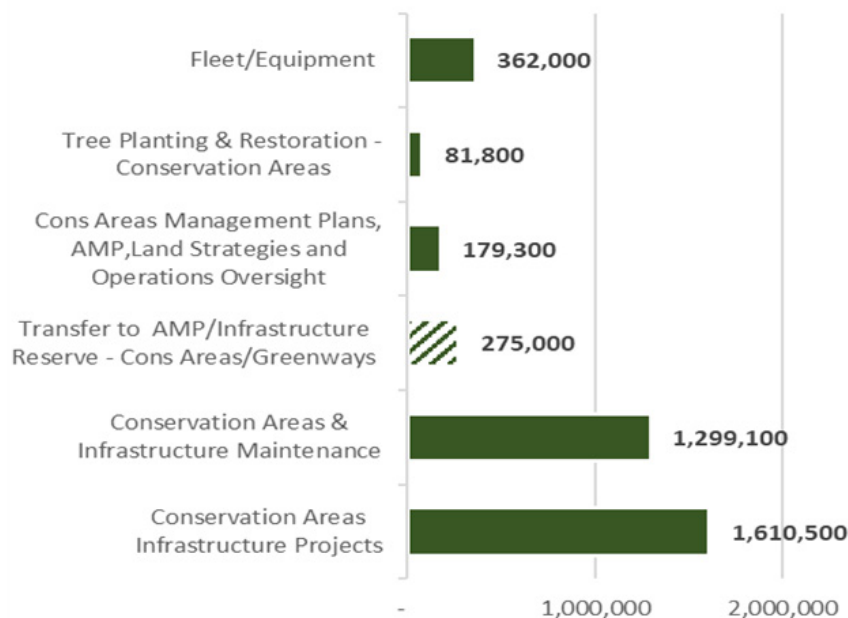 Fleet/Equipment
362,000
Tree Planting & Restoration -
Conservation Areas
81,800
Cons Areas Management Plans,
AMP,Land Strategies and
Operations Oversight
179,300
Transfer to AMP/Infrastructure
Reserve - Cons Areas/Greenways
275,000
Conservation Areas &
Infrastructure Maintenance
1,299,100
Conservation Areas
Infrastructure Projects
1,610,500
- 1,000,000 2,000,000